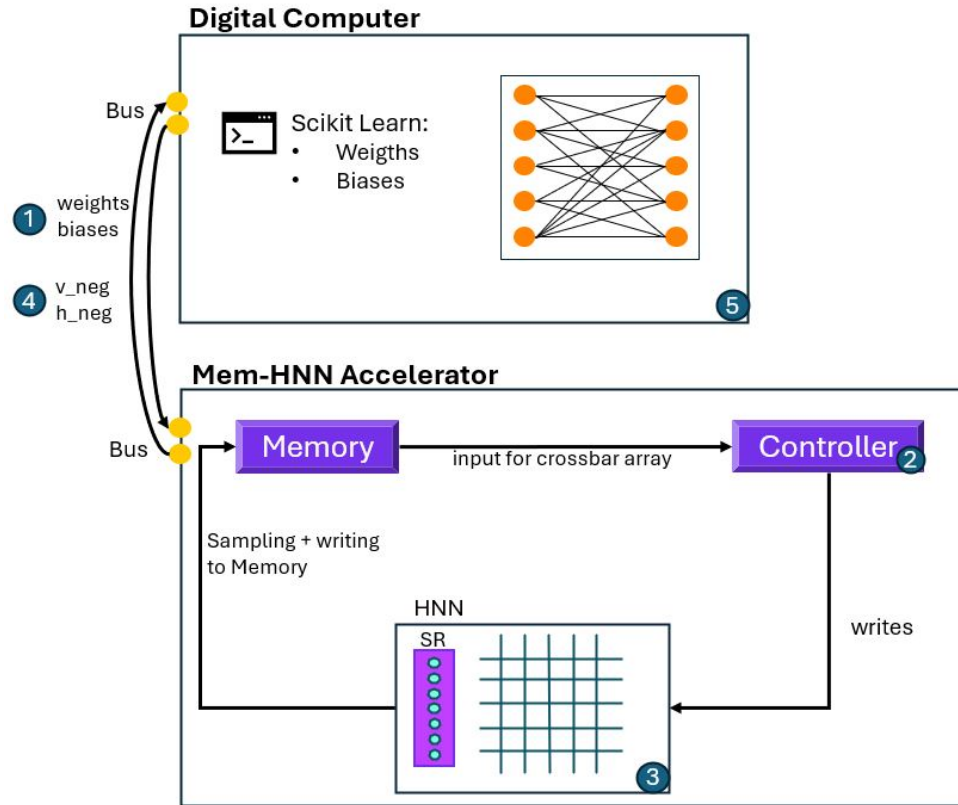 Digital Computer
Bus
>_
Scikit Learn:
• Weigths
• Biases
1
weights
biases
4
v_neg
h_neg
5
Mem-HNN Accelerator
Bus
Memory
input for crossbar array
Controller
2
Sampling + writing
to Memory
HNN
SR
writes
3